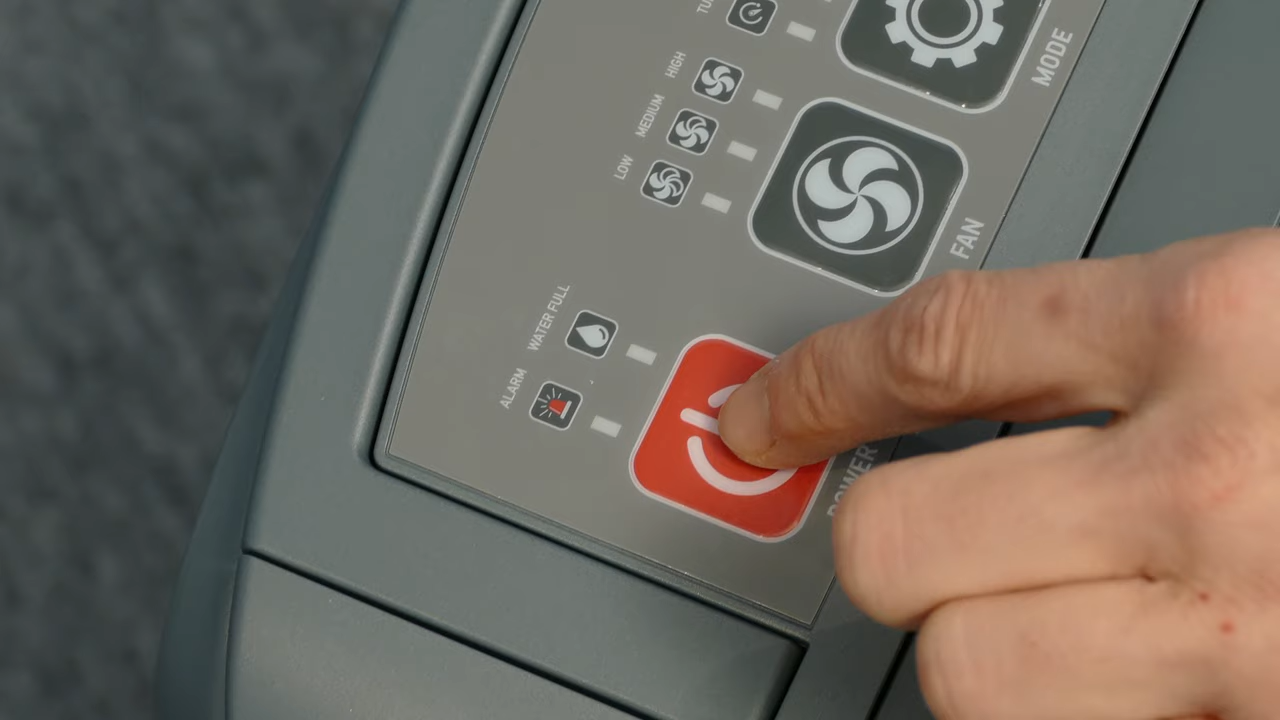 MODE
HIGH
MEDIUM
LOW
FAN
WATER FULL
ALARM
POWER